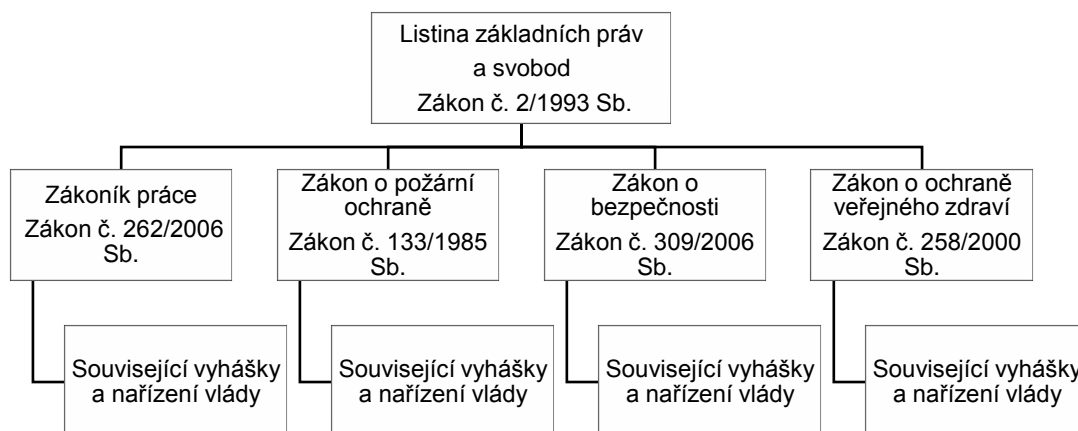 Listina základních práv
a svobod
Zákon č. 2/1993 Sb.
Zákoník práce
Zákon č. 262/2006
Sb.
Zákon o požární
ochraně
Zákon č. 133/1985
Sb.
Zákon o
bezpečnosti
Zákon č. 309/2006
Sb.
Zákon o ochraně
veřejného zdraví
Zákon č. 258/2000
Sb.
Související vyhášky
a nařízení vlády
Související vyhášky
a nařízení vlády
Související vyhášky
a nařízení vlády
Související vyhášky
a nařízení vlády